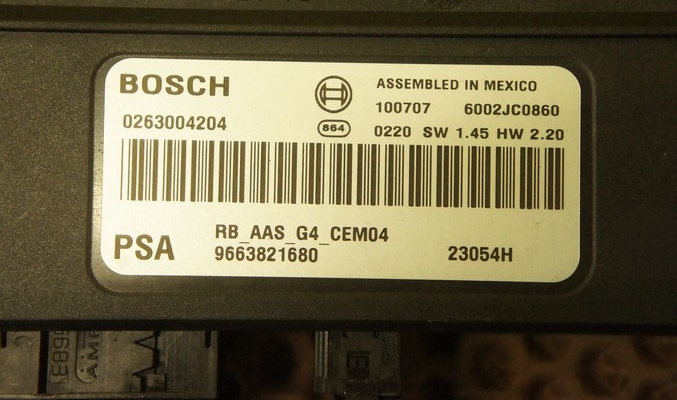 BOSCH
ASSEMBLED IN MEXICO
100707 6002JC0860
0263004204
864
0220 SW 1.45 HW 2.20
RB_AAS_G4_CEM04
PSA
9663821680 23054H
AMP